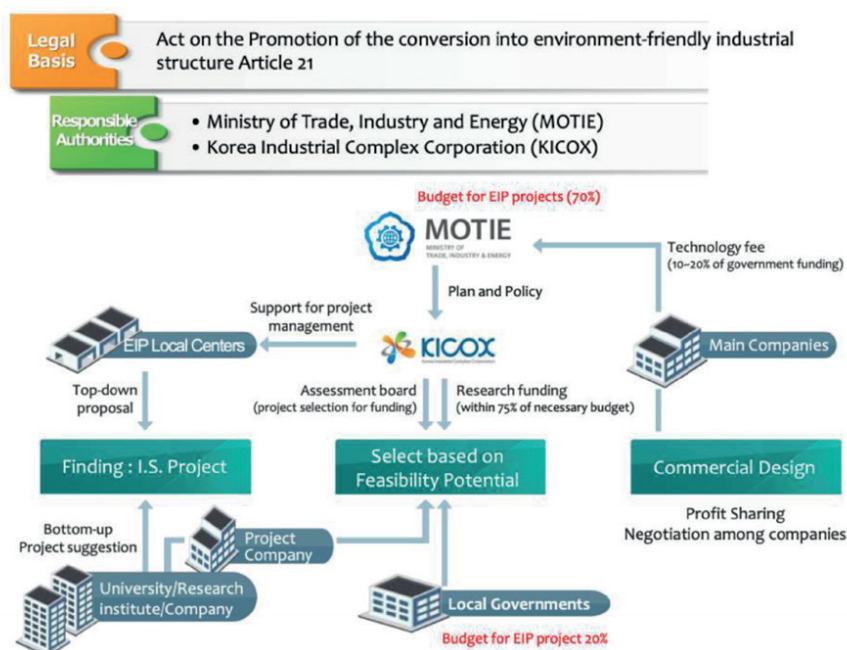 Legal
Basis
Act on the Promotion of the conversion into environment-friendly industrial
structure Article 21
Responsible
Authorities
• Ministry of Trade, Industry and Energy (MOTIE)
• Korea Industrial Complex Corporation (KICOX)
Budget for EIP projects (70%)
MOTIE
MINISTRY OF
TRADE, INDUSTRY & ENERGY
Technology fee
(10~20% of government funding)
Plan and Policy
Support for project
management
EIP Local Centers
KICOX
Korea Industrial Complex Corporation
Main Companies
Top-down
proposal
Assessment board
(project selection for funding)
Research funding
(within 75% of necessary budget)
Finding : I.S. Project
Select based on
Feasibility Potential
Commercial Design
Profit Sharing
Negotiation among companies
Bottom-up
Project suggestion
Project
Company
University/Research
institute/Company
Local Governments
Budget for EIP project 20%